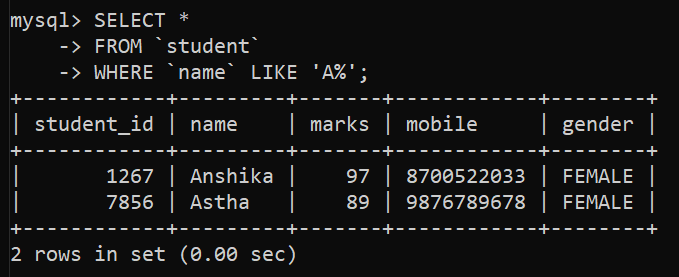 mysql> SELECT *
    -> FROM `student`
    -> WHERE `name` LIKE 'A%';
+------------+---------+-------+------------+--------+
| student_id | name    | marks | mobile     | gender |
+------------+---------+-------+------------+--------+
|       1267 | Anshika |    97 | 8700522033 | FEMALE |
|       7856 | Astha   |    89 | 9876789678 | FEMALE |
+------------+---------+-------+------------+--------+
2 rows in set (0.00 sec)